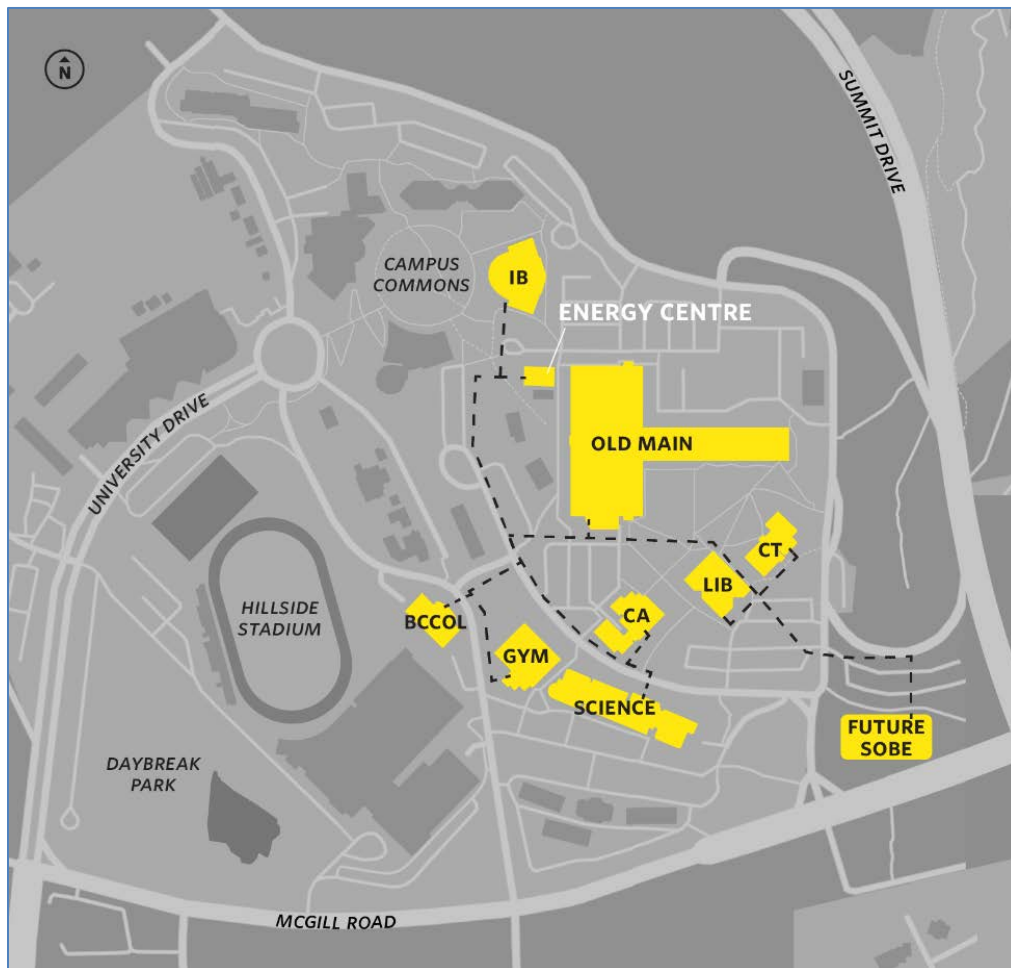 N
SUMMIT DRIVE
CAMPUS
COMMONS
IB
ENERGY CENTRE
UNIVERSITY DRIVE
OLD MAIN
CT
LIB
HILLSIDE
STADIUM
BCCOL
CA
GYM
SCIENCE
FUTURE
SOBE
DAYBREAK
PARK
MCGILL ROAD